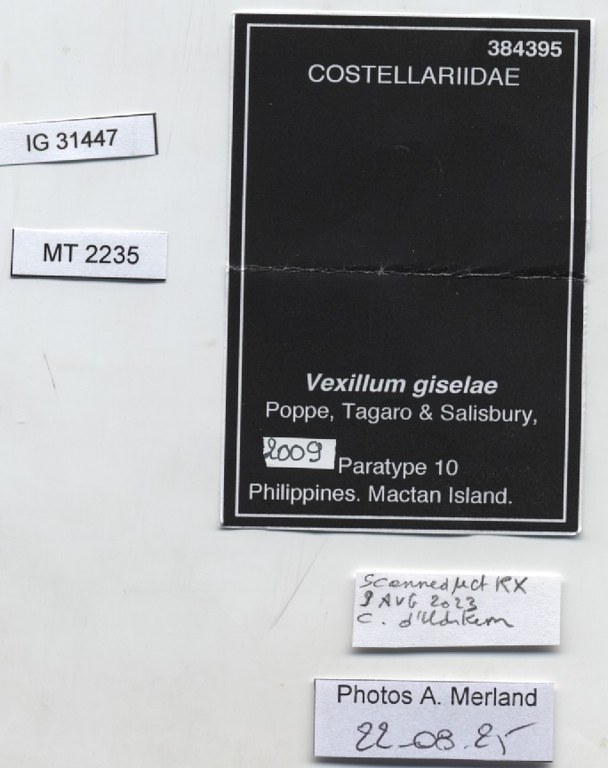 384395
COSTELLARIIDAE
IG 31447
MT 2235
Vexillum giselae
Poppe, Tagaro & Salisbury,
2009
Paratype 10
Philippines. Mactan Island.
Scanned µct RX
9 AUG 2023
C. d'Udekem
Photos A. Merland
22-08.25